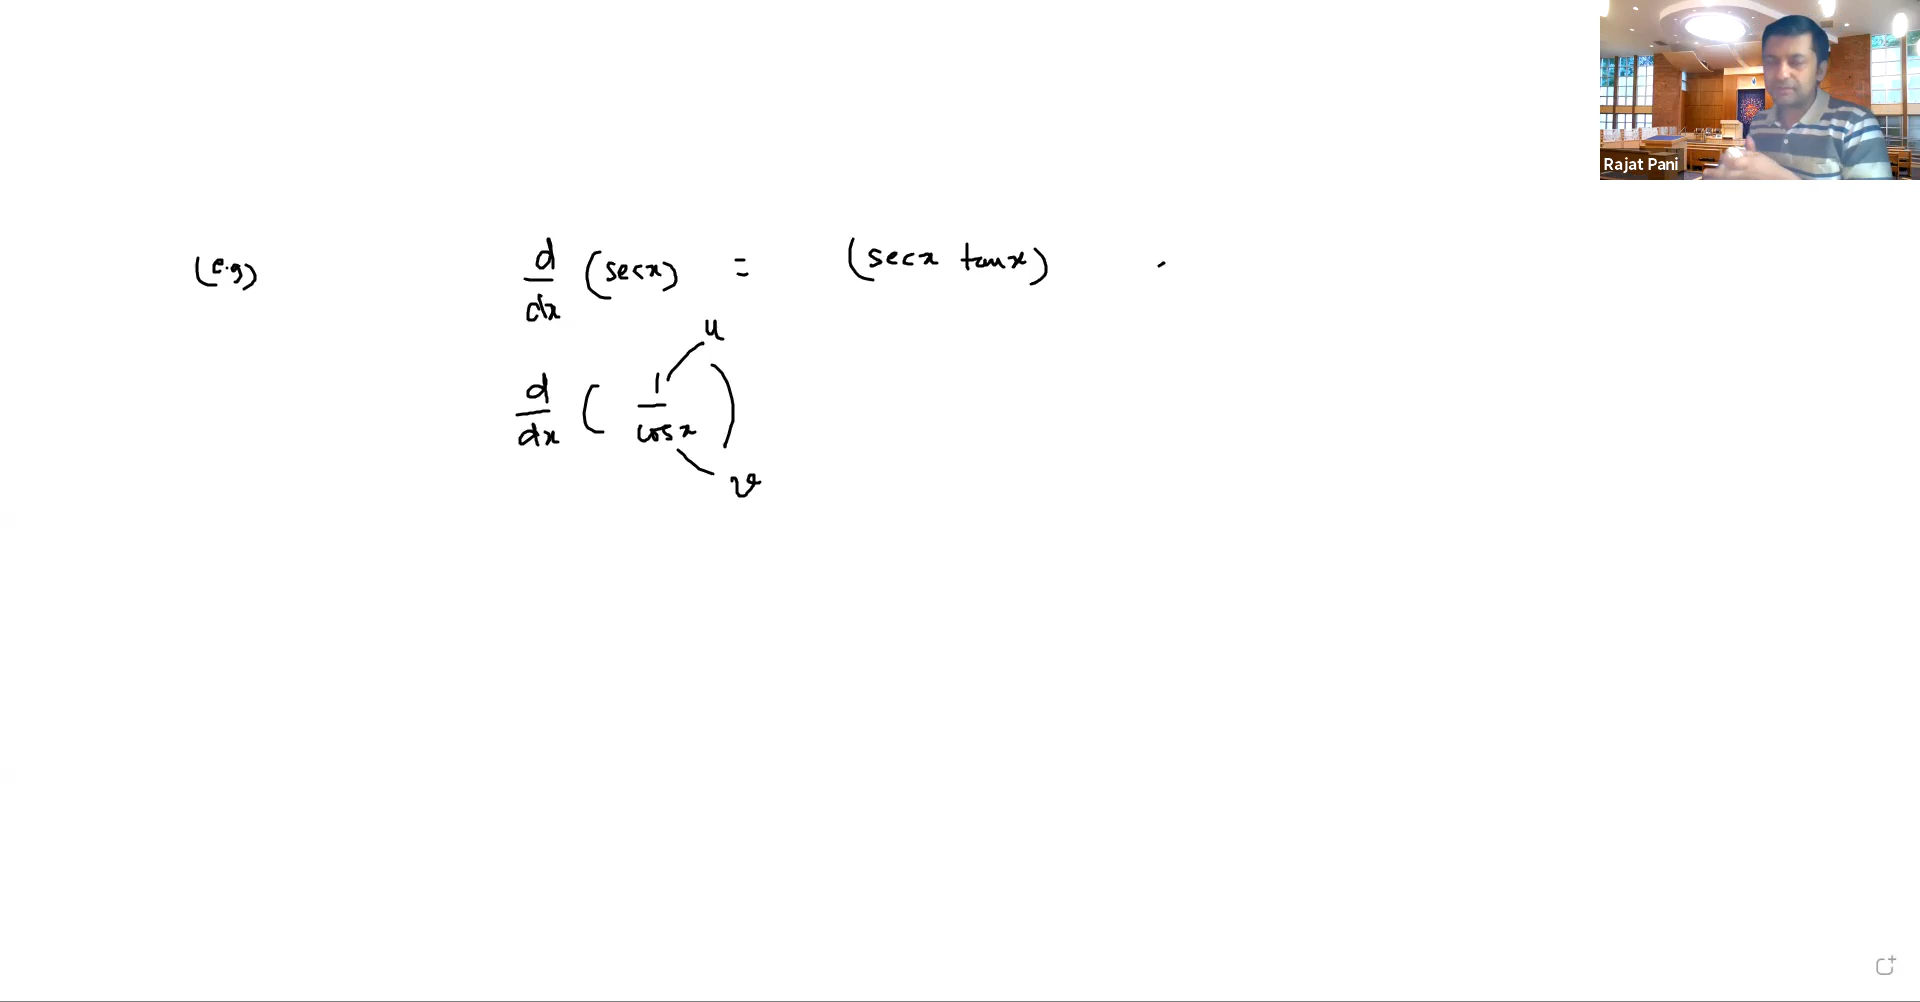 Rajat Pani
(e.g) d/dx (secx) = (secx tanx)
u
d/dx ( 1/cosx )
v